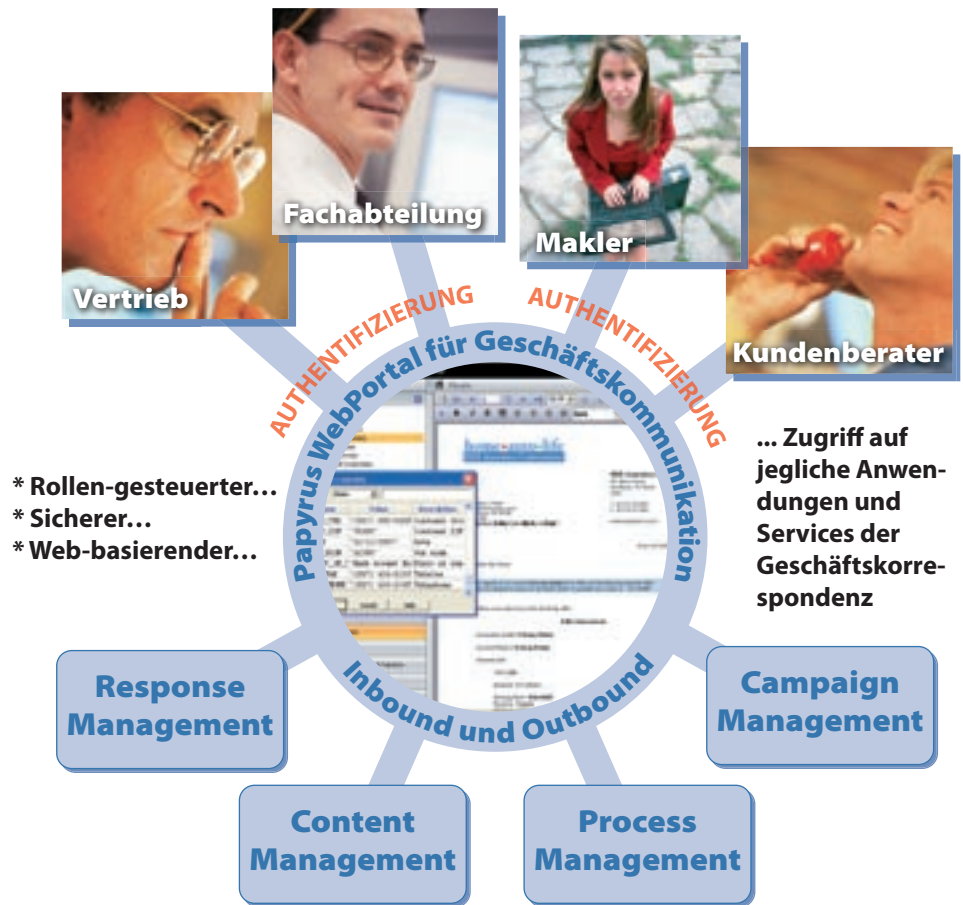 Fachabteilung
Makler
Vertrieb
Kundenberater
AUTHENTIFIZIERUNG
AUTHENTIFIZIERUNG
Papyrus WebPortal für Geschäftskommunikation
Inbound und Outbound
* Rollen-gesteuerter...
* Sicherer...
* Web-basierender...
... Zugriff auf
jegliche Anwen-
dungen und
Services der
Geschäftskorre-
spondenz
Response
Management
Campaign
Management
Content
Management
Process
Management